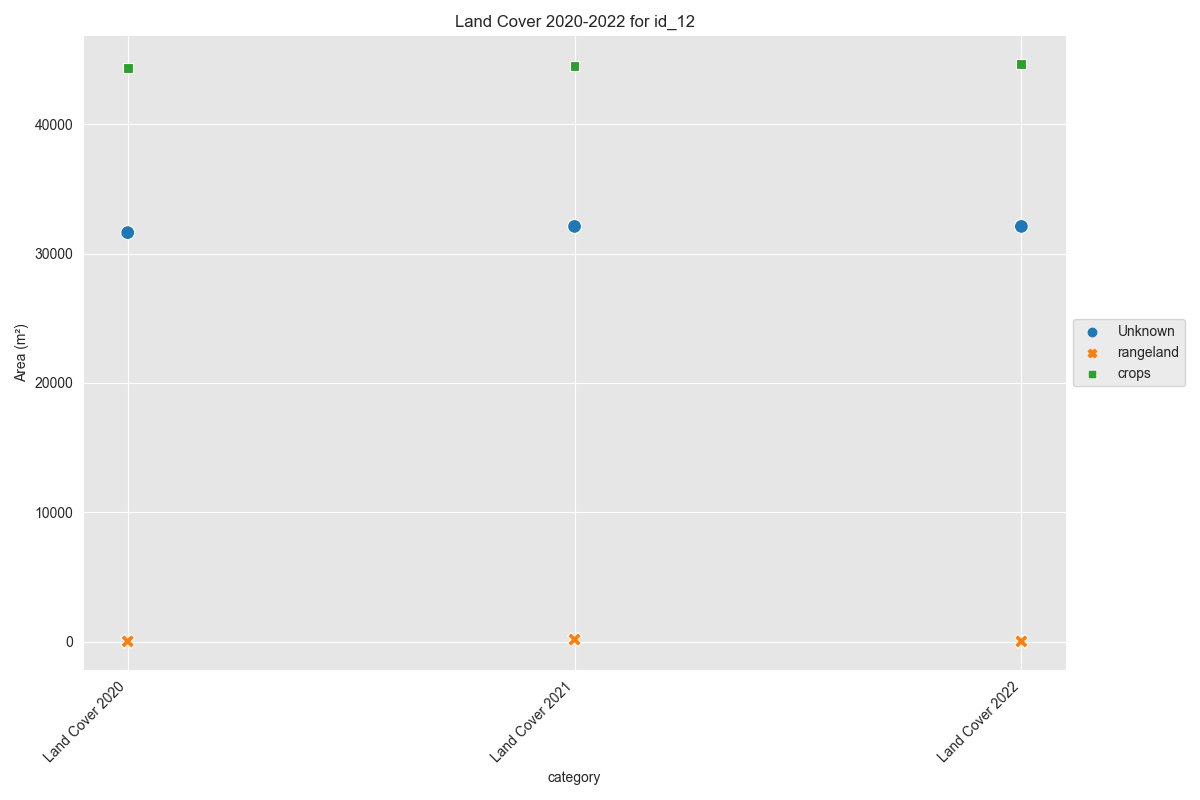 Land Cover 2020-2022 for id_12
40000
30000
20000
10000
0
Area (m²)
Land Cover 2020
Land Cover 2021
Land Cover 2022
category
Unknown
rangeland
crops